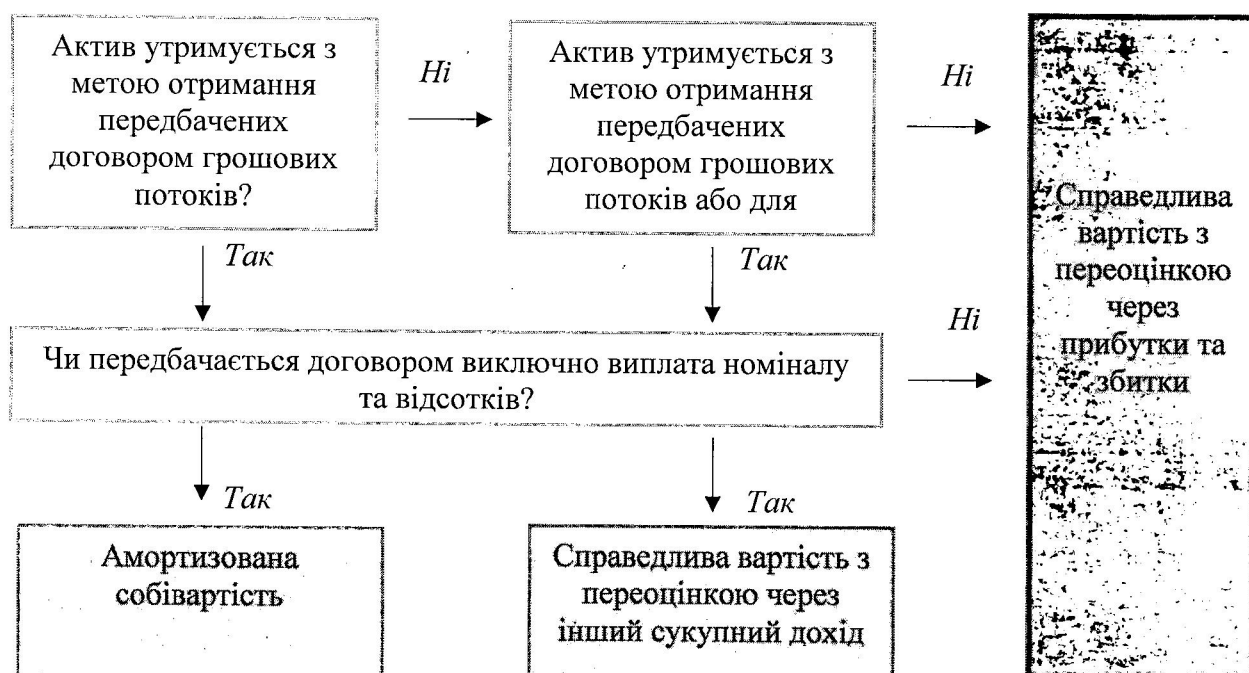 Актив утримується з
метою отримання
передбачених
договором грошових
потоків?
Ні
Актив утримується з
метою отримання
передбачених
договором грошових
потоків або для
Ні
Так
Так
Чи передбачається договором виключно виплата номіналу
та відсотків?
Ні
Справедлива
вартість з
переоцінкою
через
прибутки та
збитки
Так
Так
Амортизована
собівартість
Справедлива вартість з
переоцінкою через
інший сукупний дохід